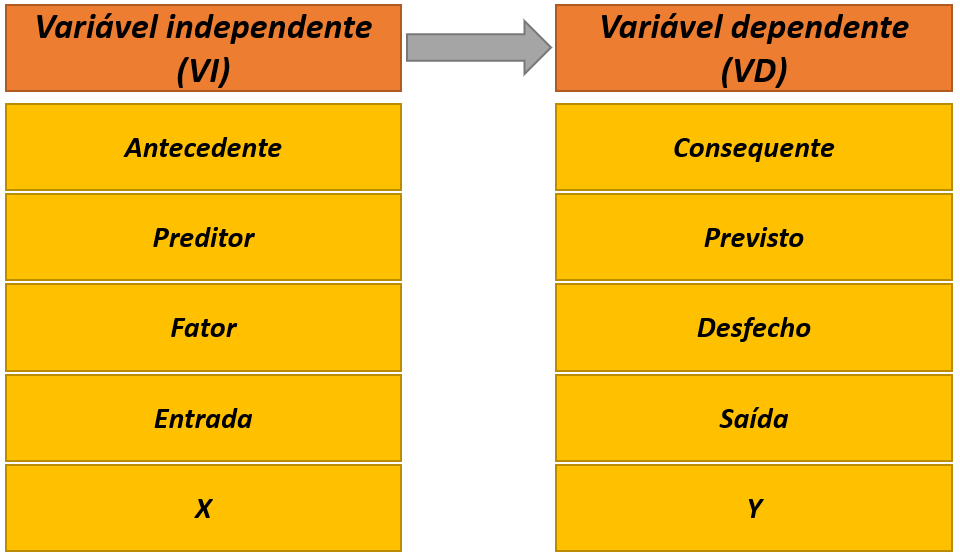 Variável independente
(VI)
Variável dependente
(VD)
Antecedente
Consequente
Preditor
Previsto
Fator
Desfecho
Entrada
Saída
X
Y